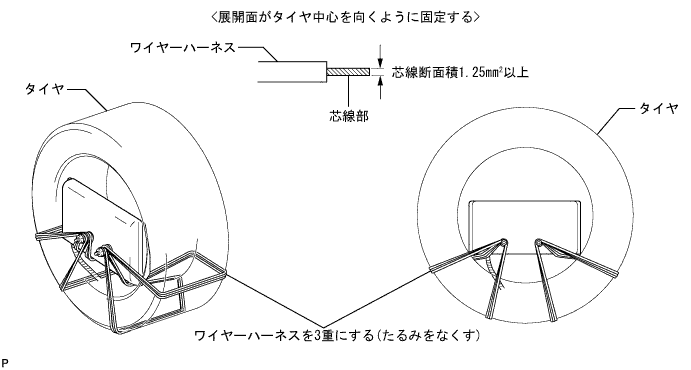 <展開面がタイヤ中心を向くように固定する>
ワイヤーハーネス
芯線断面積1.25mm²以上
タイヤ
芯線部
タイヤ
ワイヤーハーネスを3重にする(たるみをなくす)
P